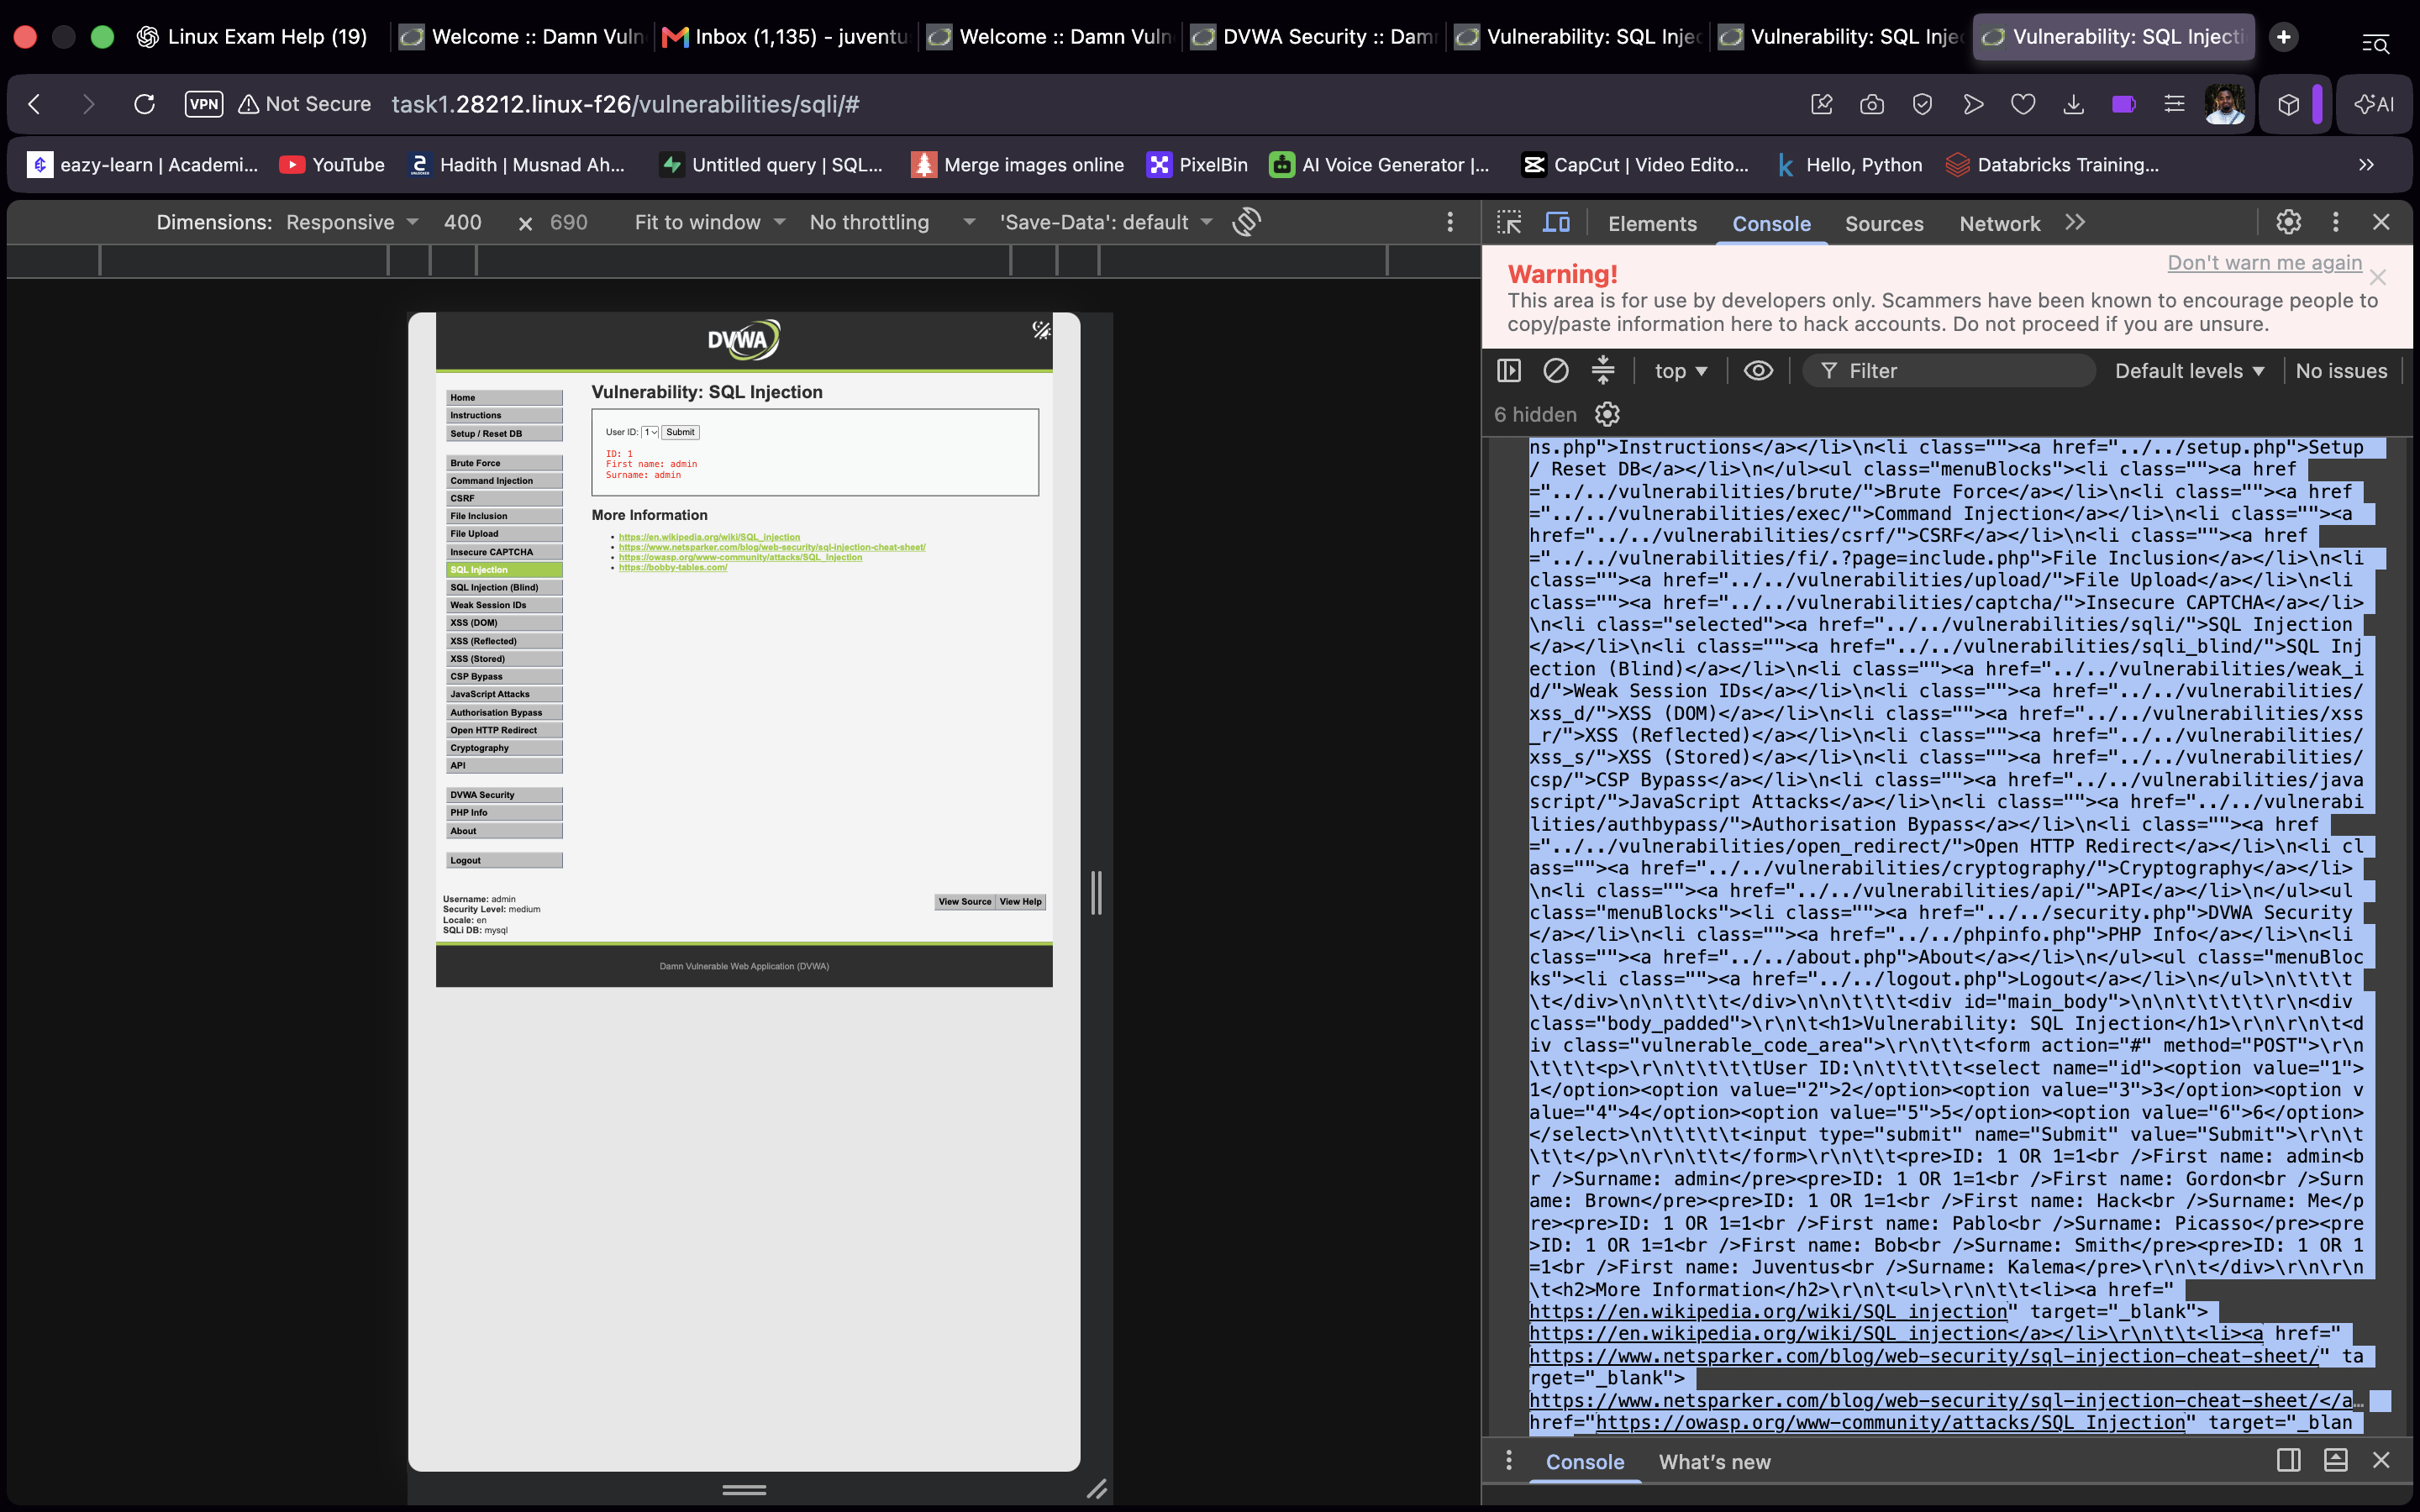 Linux Exam Help (19)
Welcome :: Damn Vuln
Inbox (1,135) - juventu
Welcome :: Damn Vuln
DVWA Security :: Dam
Vulnerability: SQL Injec
Vulnerability: SQL Injec
Vulnerability: SQL Injecti
VPN
Not Secure
task1.28212.linux-f26/vulnerabilities/sqli/#
AI
eazy-learn | Academi...
YouTube
Hadith | Musnad Ah...
Untitled query | SQL...
Merge images online
PixelBin
AI Voice Generator |...
CapCut | Video Edito...
Hello, Python
Databricks Training...
Dimensions: Responsive
400
×
690
Fit to window
No throttling
'Save-Data': default
DVWA
Home
Instructions
Setup / Reset DB
Brute Force
Command Injection
CSRF
File Inclusion
File Upload
Insecure CAPTCHA
SQL Injection
SQL Injection (Blind)
Weak Session IDs
XSS (DOM)
XSS (Reflected)
XSS (Stored)
CSP Bypass
JavaScript Attacks
Authorisation Bypass
Open HTTP Redirect
Cryptography
API
DVWA Security
PHP Info
About
Logout
Vulnerability: SQL Injection
User ID: 1 Submit
ID: 1
First name: admin
Surname: admin
More Information
https://en.wikipedia.org/wiki/SQL_injection
https://www.netsparker.com/blog/web-security/sql-injection-cheat-sheet/
https://owasp.org/www-community/attacks/SQL_Injection
https://bobby-tables.com/
Username: admin
Security Level: medium
Locale: en
SQLi DB: mysql
View Source
View Help
Damn Vulnerable Web Application (DVWA)
Elements
Console
Sources
Network
Warning!
Don't warn me again
This area is for use by developers only. Scammers have been known to encourage people to
copy/paste information here to hack accounts. Do not proceed if you are unsure.
top
Filter
Default levels
No issues
6 hidden
ns.php">Instructions</a></li>\n<li class=""><a href="../../setup.php">Setup
/ Reset DB</a></li>\n</ul><ul class="menuBlocks"><li class=""><a href
="../../vulnerabilities/brute/">Brute Force</a></li>\n<li class=""><a href
="../../vulnerabilities/exec/">Command Injection</a></li>\n<li class=""><a
href="../../vulnerabilities/csrf/">CSRF</a></li>\n<li class=""><a href
="../../vulnerabilities/fi/.?page=include.php">File Inclusion</a></li>\n<li
class=""><a href="../../vulnerabilities/upload/">File Upload</a></li>\n<li
class=""><a href="../../vulnerabilities/captcha/">Insecure CAPTCHA</a></li>
\n<li class="selected"><a href="../../vulnerabilities/sqli/">SQL Injection
</a></li>\n<li class=""><a href="../../vulnerabilities/sqli_blind/">SQL Inj
ection (Blind)</a></li>\n<li class=""><a href="../../vulnerabilities/weak_i
d/">Weak Session IDs</a></li>\n<li class=""><a href="../../vulnerabilities/
xss_d/">XSS (DOM)</a></li>\n<li class=""><a href="../../vulnerabilities/xss
_r/">XSS (Reflected)</a></li>\n<li class=""><a href="../../vulnerabilities/
xss_s/">XSS (Stored)</a></li>\n<li class=""><a href="../../vulnerabilities/
csp/">CSP Bypass</a></li>\n<li class=""><a href="../../vulnerabilities/java
script/">JavaScript Attacks</a></li>\n<li class=""><a href="../../vulnerabi
lities/authbypass/">Authorisation Bypass</a></li>\n<li class=""><a href
="../../vulnerabilities/open_redirect/">Open HTTP Redirect</a></li>\n<li cl
ass=""><a href="../../vulnerabilities/cryptography/">Cryptography</a></li>
\n<li class=""><a href="../../vulnerabilities/api/">API</a></li>\n</ul><ul
class="menuBlocks"><li class=""><a href="../../security.php">DVWA Security
</a></li>\n<li class=""><a href="../../phpinfo.php">PHP Info</a></li>\n<li
class=""><a href="../../about.php">About</a></li>\n</ul><ul class="menuBloc
ks"><li class=""><a href="../../logout.php">Logout</a></li>\n</ul>\n\t\t\t
\t</div>\n\n\t\t\t\t</div>\n\n\t\t\t\t<div id="main_body">\n\n\t\t\t\t\r\n<div
class="body_padded">\r\n\t<h1>Vulnerability: SQL Injection</h1>\r\n\r\n\t<d
iv class="vulnerable_code_area">\r\n\t\t<form action="#" method="POST">\r\n
\t\t\t<p>\r\n\t\t\t\tUser ID:\n\t\t\t\t<select name="id"><option value="1">
1</option><option value="2">2</option><option value="3">3</option><option v
alue="4">4</option><option value="5">5</option><option value="6">6</option>
</select>\n\t\t\t\t<input type="submit" name="Submit" value="Submit">\r\n\t
\t\t</p>\n\r\n\t\t</form>\r\n\t\t<pre>ID: 1 OR 1=1<br />First name: admin<b
r />Surname: admin</pre><pre>ID: 1 OR 1=1<br />First name: Gordon<br />Surn
ame: Brown</pre><pre>ID: 1 OR 1=1<br />First name: Hack<br />Surname: Me</p
re><pre>ID: 1 OR 1=1<br />First name: Pablo<br />Surname: Picasso</pre><pre
>ID: 1 OR 1=1<br />First name: Bob<br />Surname: Smith</pre><pre>ID: 1 OR 1
=1<br />First name: Juventus<br />Surname: Kalema</pre>\r\n\t</div>\r\n\r\n
\t<h2>More Information</h2>\r\n\t<ul>\r\n\t\t<li><a href="
https://en.wikipedia.org/wiki/SQL_injection" target="_blank">
https://en.wikipedia.org/wiki/SQL_injection</a></li>\r\n\t\t<li><a href="
https://www.netsparker.com/blog/web-security/sql-injection-cheat-sheet/" ta
rget="_blank">
https://www.netsparker.com/blog/web-security/sql-injection-cheat-sheet/</a…
href="https://owasp.org/www-community/attacks/SQL_Injection" target="_blan
Console
What's new